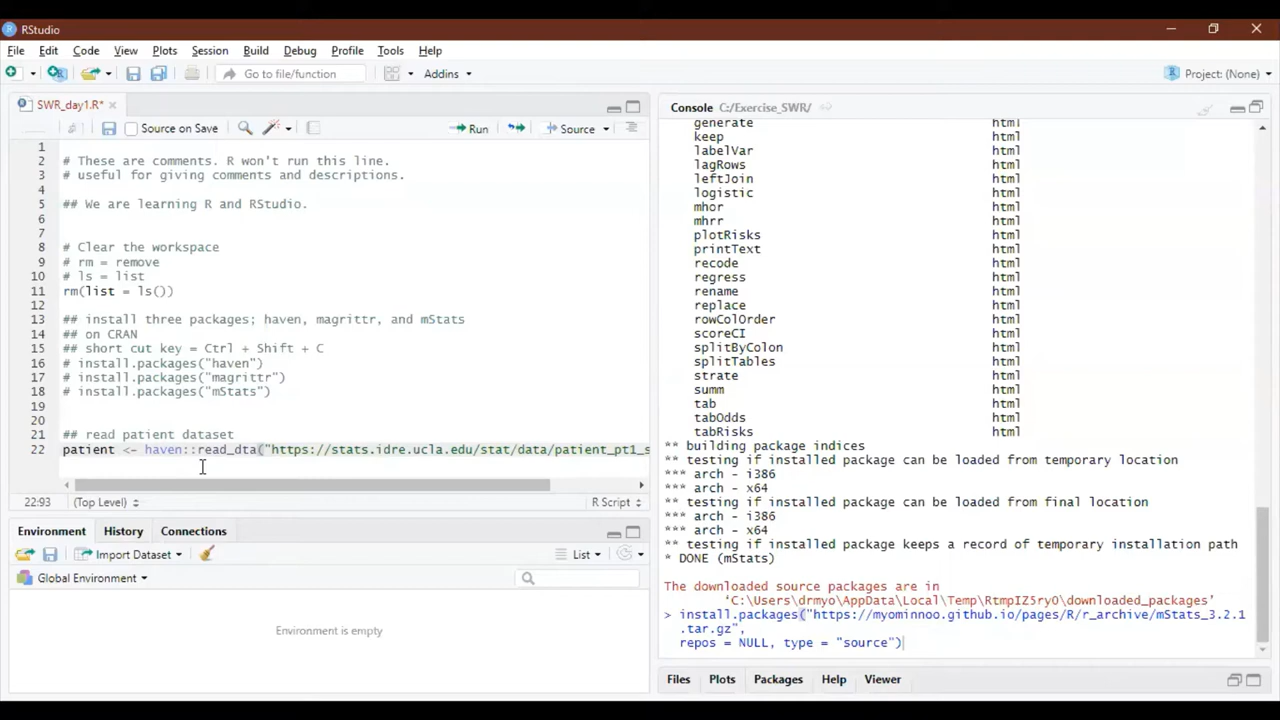 RStudio
File Edit View Plots Session Build Debug Profile Tools Help
Go to file/function Addins Project: (None)
SWR_day1.R*
Source on Save Run Source
1
2 # These are comments. R won't run this line.
3 # useful for giving comments and descriptions.
4
5 ## We are learning R and RStudio.
6
7
8 # Clear the workspace
9 # rm = remove
10 # ls = list
11 rm(list = ls())
12
13 ## install three packages; haven, magrittr, and mStats
14 ## on CRAN
15 ## short cut key = Ctrl + Shift + C
16 # install.packages("haven")
17 # install.packages("magrittr")
18 # install.packages("mStats")
19
20
21 ## read patient dataset
22 patient <- haven::read_dta("https://stats.idre.ucla.edu/stat/data/patient_pt1_s
22:93 (Top Level) R Script
Environment History Connections
Import Dataset List
Global Environment
Environment is empty
Console C:/Exercise_SWR/
generate html
keep html
labelVar html
lagRows html
leftJoin html
logistic html
mhor html
mhrr html
plotRisks html
printText html
recode html
regress html
rename html
replace html
rowColOrder html
scoreCI html
splitByColon html
splitTables html
strate html
summ html
tab html
tabOdds html
tabRisks html
** building package indices
** testing if installed package can be loaded from temporary location
*** arch - i386
*** arch - x64
** testing if installed package can be loaded from final location
*** arch - i386
*** arch - x64
** testing if installed package keeps a record of temporary installation path
* DONE (mStats)
The downloaded source packages are in
‘C:\Users\drmyo\AppData\Local\Temp\RtmpIZ5ryO\downloaded_packages’
> install.packages("https://myominnoo.github.io/pages/R/r_archive/mStats_3.2.1
.tar.gz",
repos = NULL, type = "source")
Files Plots Packages Help Viewer